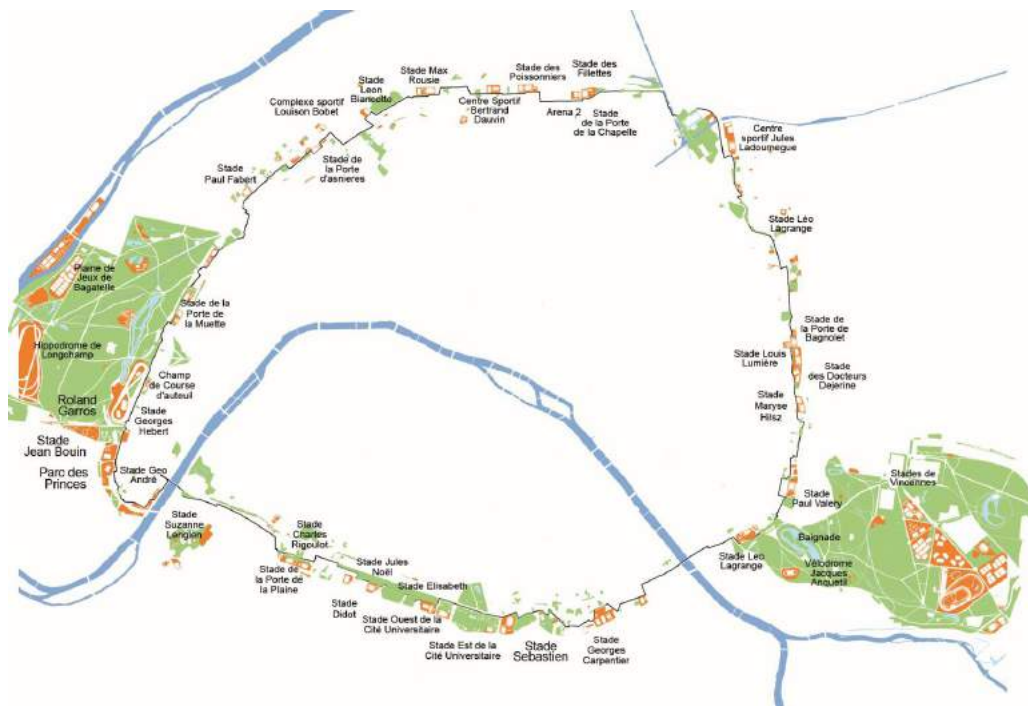 Stade Max
Rousie
Stade des
Poissonniers
Stade des
Fillettes
Stade
Leon
Biancotto
Complexe sportif
Louison Bobet
Centre Sportif
Bertrand
Dauvin
Arena 2
Stade
de la Porte
de la Chapelle
Centre
sportif Jules
Ladoumegue
Stade
Paul Fabert
Stade de
la Porte
d'asnieres
Stade Léo
Lagrange
Plaine de
Jeux de
Bagatelle
Stade de la
Porte de
la Muette
Hippodrome de
Longchamp
Stade de
la Porte de
Bagnolet
Stade Louis
Lumière
Stade
des Docteurs
Dejerine
Champ
de Course
d'auteuil
Roland
Garros
Stade
Georges
Hebert
Stade
Maryse
Hilsz
Stade
Jean Bouin
Parc des
Princes
Stade Geo
André
Stades de
Vincennes
Stade
Paul Valery
Stade
Suzanne
Lenglen
Stade
Charles
Rigoulot
Stade Leo
Lagrange
Baignade
Vélodrome
Jacques
Anquetil
Stade de
la Porte de
la Plaine
Stade Jules
Noël
Stade Elisabeth
Stade
Didot
Stade Ouest de la
Cité Universitaire
Stade Est de la
Cité Universitaire
Stade
Sebastien
Stade
Georges
Carpentier